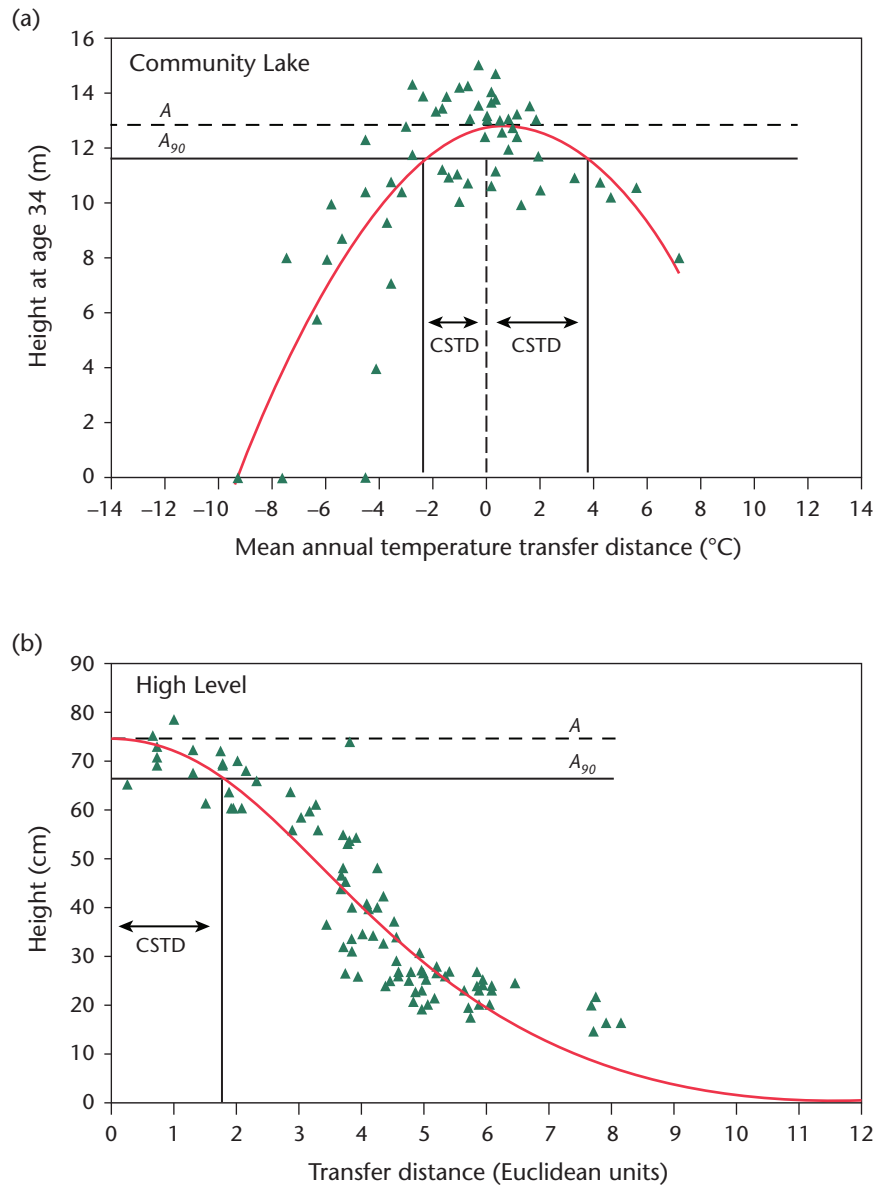 (a)
16
Community Lake
14
A
12
A90
10
8
6
4
2
0
CSTD CSTD
Height at age 34 (m)
–14 –12 –10 –8 –6 –4 –2 0 2 4 6 8 10 12 14
Mean annual temperature transfer distance (°C)
(b)
90
High Level
80
A
70
A90
60
50
40
30
20
10
0
CSTD
Height (cm)
0 1 2 3 4 5 6 7 8 9 10 11 12
Transfer distance (Euclidean units)